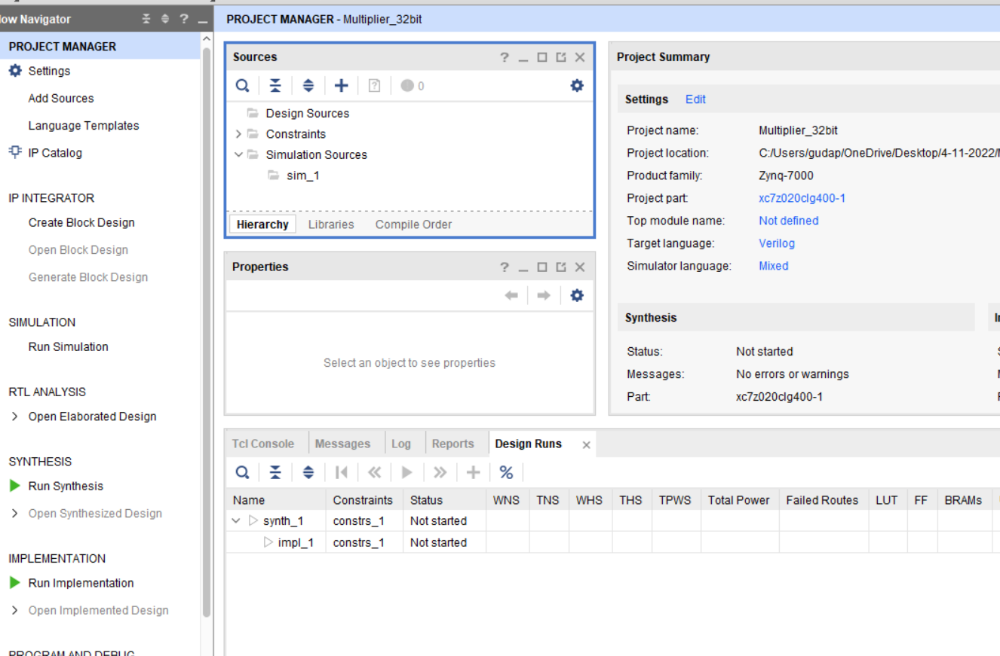 Flow Navigator
PROJECT MANAGER - Multiplier_32bit
PROJECT MANAGER
Settings
Add Sources
Language Templates
IP Catalog
IP INTEGRATOR
Create Block Design
Open Block Design
Generate Block Design
SIMULATION
Run Simulation
RTL ANALYSIS
Open Elaborated Design
SYNTHESIS
Run Synthesis
Open Synthesized Design
IMPLEMENTATION
Run Implementation
Open Implemented Design
PROGRAM AND DEBUG
Sources
0
Design Sources
Constraints
Simulation Sources
sim_1
Hierarchy Libraries Compile Order
Properties
Select an object to see properties
Project Summary
Settings Edit
Project name: Multiplier_32bit
Project location: C:/Users/gudap/OneDrive/Desktop/4-11-2022/
Product family: Zynq-7000
Project part: xc7z020clg400-1
Top module name: Not defined
Target language: Verilog
Simulator language: Mixed
Synthesis
Status: Not started
Messages: No errors or warnings
Part: xc7z020clg400-1
Tcl Console Messages Log Reports Design Runs
Name Constraints Status WNS TNS WHS THS TPWS Total Power Failed Routes LUT FF BRAMs
synth_1 constrs_1 Not started
impl_1 constrs_1 Not started